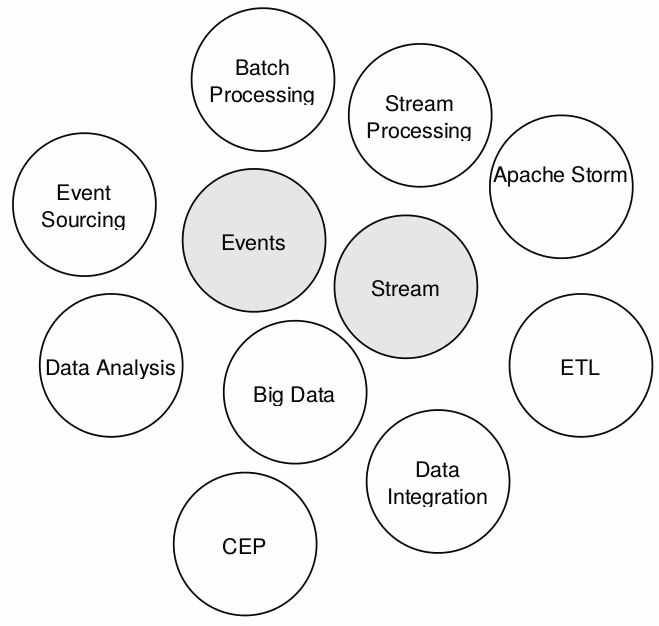 Batch
Processing
Stream
Processing
Apache Storm
Event
Sourcing
Events
Stream
Data Analysis
Big Data
ETL
Data
Integration
CEP